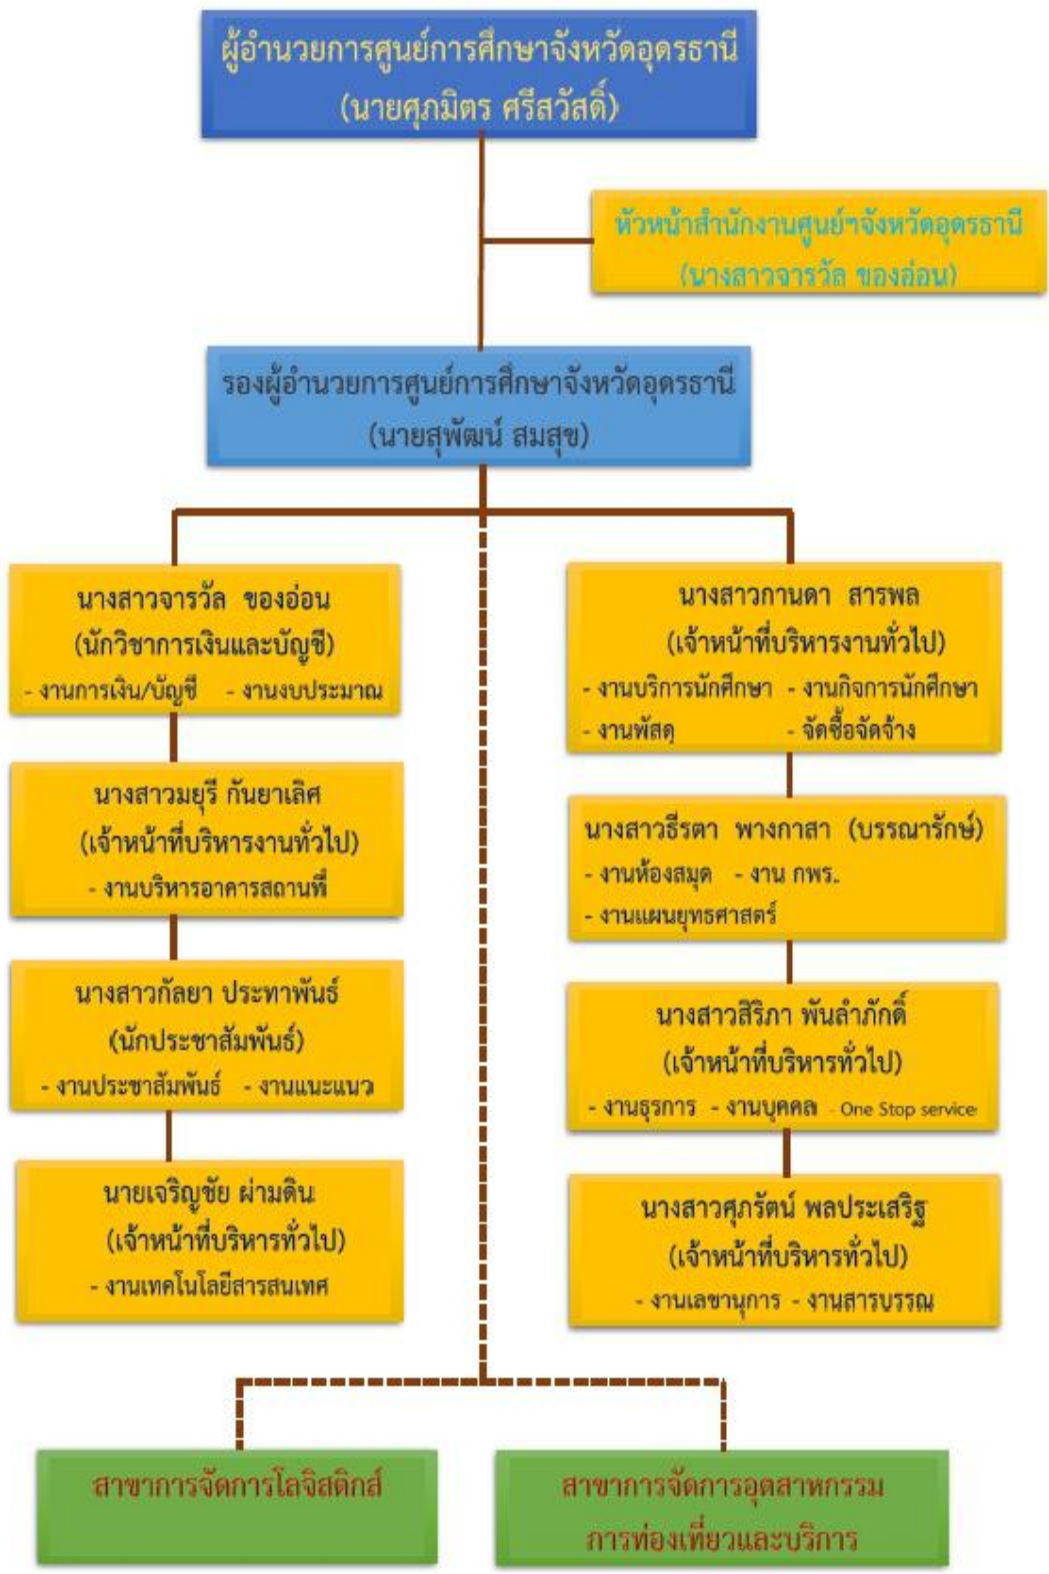 ผู้อำนวยการศูนย์การศึกษาจังหวัดอุดรธานี
(นายศุภมิตร ศรีสวัสดิ์)
หัวหน้าสำนักงานศูนย์ฯจังหวัดอุดรธานี
(นางสาวจารวัล ของอ่อน)
รองผู้อำนวยการศูนย์การศึกษาจังหวัดอุดรธานี
(นายสุพัฒน์ สมสุข)
นางสาวจารวัล ของอ่อน
(นักวิชาการเงินและบัญชี)
- งานการเงิน/บัญชี - งานงบประมาณ
นางสาวมยุรี กันยาเลิศ
(เจ้าหน้าที่บริหารงานทั่วไป)
- งานบริหารอาคารสถานที่
นางสาวกัลยา ประทาพันธ์
(นักประชาสัมพันธ์)
- งานประชาสัมพันธ์ - งานแนะแนว
นายเจริญชัย ผ่ามดิน
(เจ้าหน้าที่บริหารทั่วไป)
- งานเทคโนโลยีสารสนเทศ
นางสาวกานดา สารพล
(เจ้าหน้าที่บริหารงานทั่วไป)
- งานบริการนักศึกษา - งานกิจการนักศึกษา
- งานพัสดุ - จัดซื้อจัดจ้าง
นางสาวธีรตา พางกาสา (บรรณารักษ์)
- งานห้องสมุด - งาน กพร.
- งานแผนยุทธศาสตร์
นางสาวสิริภา พันลำภักดิ์
(เจ้าหน้าที่บริหารทั่วไป)
- งานธุรการ - งานบุคคล - One Stop service
นางสาวศุภรัตน์ พลประเสริฐ
(เจ้าหน้าที่บริหารทั่วไป)
- งานเลขานุการ - งานสารบรรณ
สาขาการจัดการโลจิสติกส์
สาขาการจัดการอุตสาหกรรม
การท่องเที่ยวและบริการ